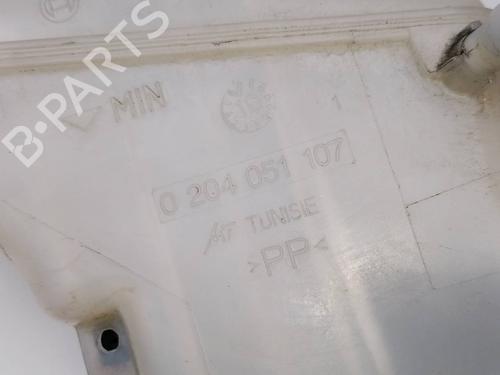 B-PARTS
MIN
1
0 204 051 107
TUNISIE
>PP<